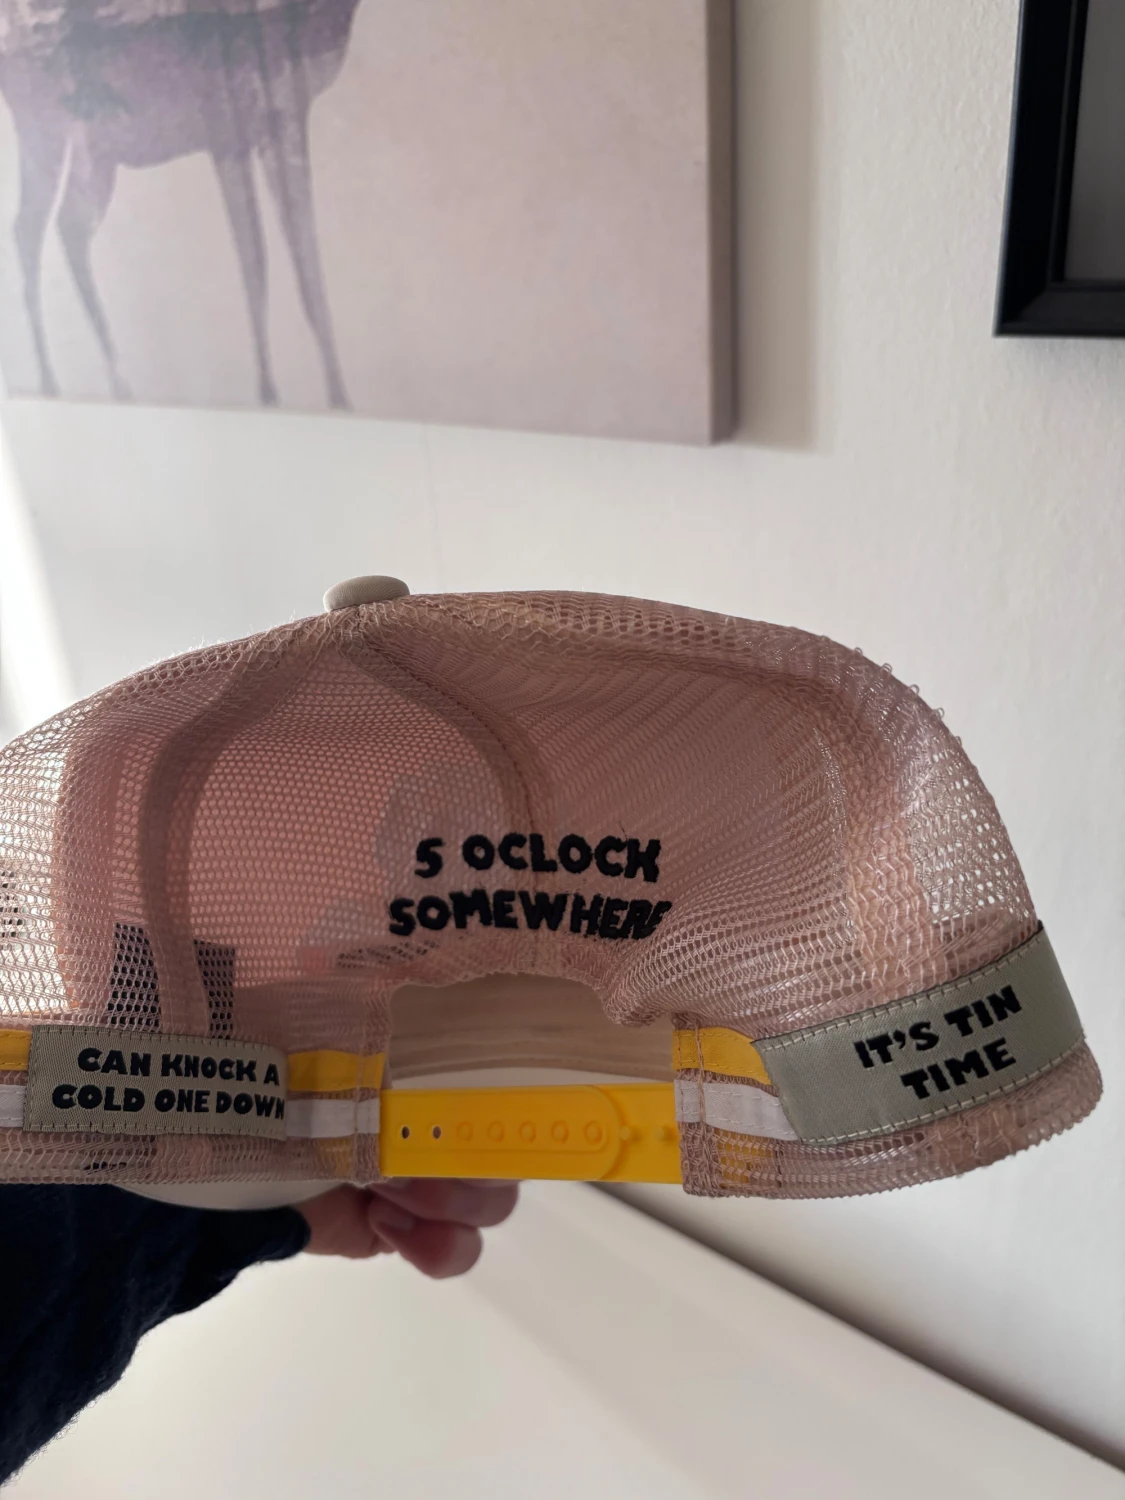 5 OCLOCK
SOMEWHERE
CAN KNOCK A
COLD ONE DOWN
IT'S TIN
TIME